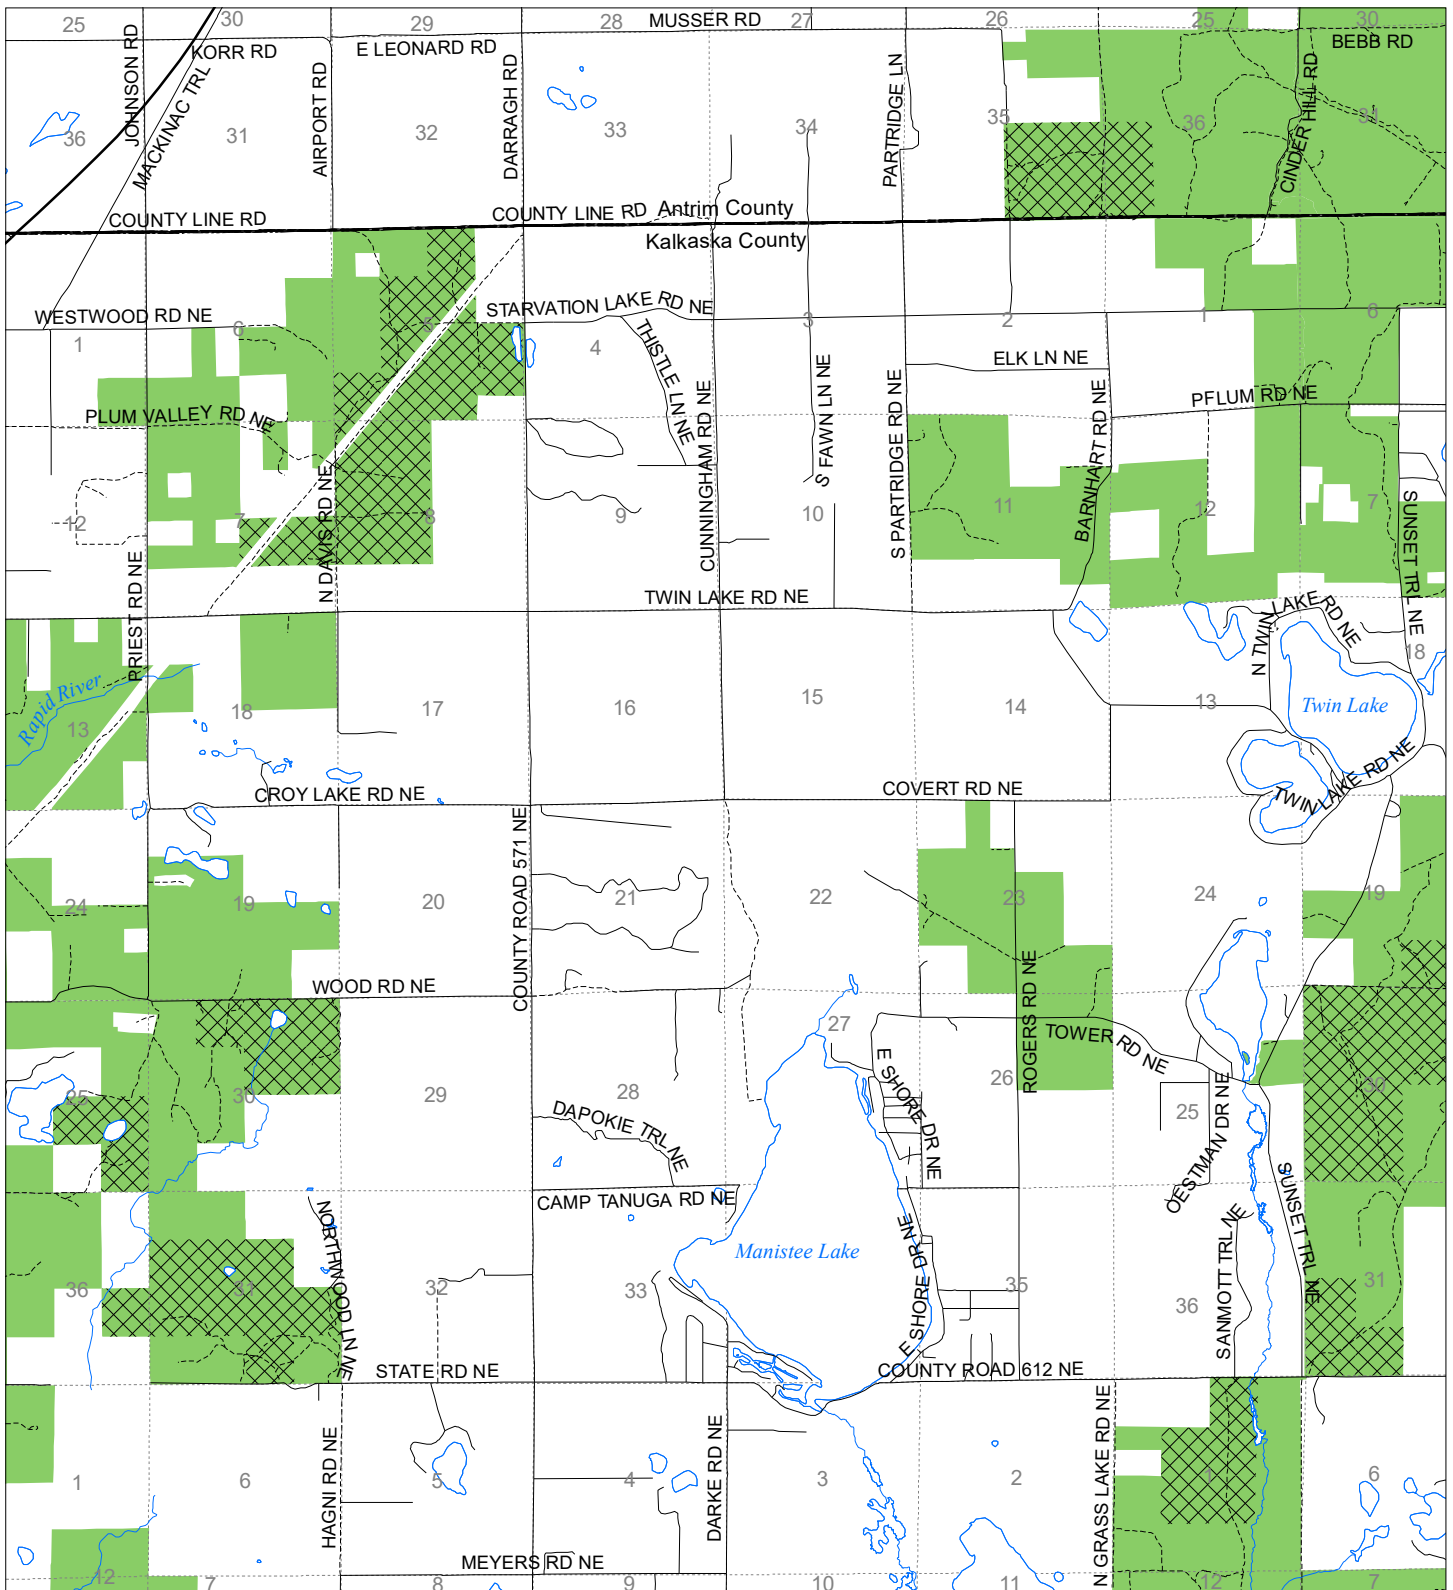 25
30
29
28
MUSSER RD
27
26
25
30
JOHNSON RD
KORR RD
E LEONARD RD
BEBB RD
MACKINAC TRL
AIRPORT RD
DARRAGH RD
PARTRIDGE LN
CINDER HILL RD
36
31
32
33
34
35
36
31
COUNTY LINE RD
COUNTY LINE RD
Antrim County
Kalkaska County
WESTWOOD RD NE
STARVATION LAKE RD NE
1
6
5
4
3
2
1
6
THISTLE LN NE
ELK LN NE
PFLUM RD NE
PLUM VALLEY RD NE
CUNNINGHAM RD NE
S FAWN LN NE
S PARTRIDGE RD NE
BARNHART RD NE
N DAVIS RD NE
SUNSET TRL NE
12
7
8
9
10
11
12
7
PRIEST RD NE
TWIN LAKE RD NE
N TWIN LAKE RD NE
Rapid River
Twin Lake
13
18
17
16
15
14
13
18
CROY LAKE RD NE
COVERT RD NE
TWIN LAKE RD NE
COUNTY ROAD 571 NE
24
19
20
21
22
23
24
19
WOOD RD NE
ROGERS RD NE
TOWER RD NE
27
E SHORE DR NE
25
30
29
28
26
25
30
DAPOKIE TRL NE
OESTMAN DR NE
CAMP TANUGA RD NE
NORTHWOOD LN NE
Manistee Lake
E SHORE DR NE
SANMOTT TRL NE
SUNSET TRL NE
36
31
32
33
35
36
31
STATE RD NE
COUNTY ROAD 612 NE
HAGNI RD NE
DARKE RD NE
N GRASS LAKE RD NE
1
6
5
4
3
2
1
6
MEYERS RD NE
12
7
8
9
10
11
12
7